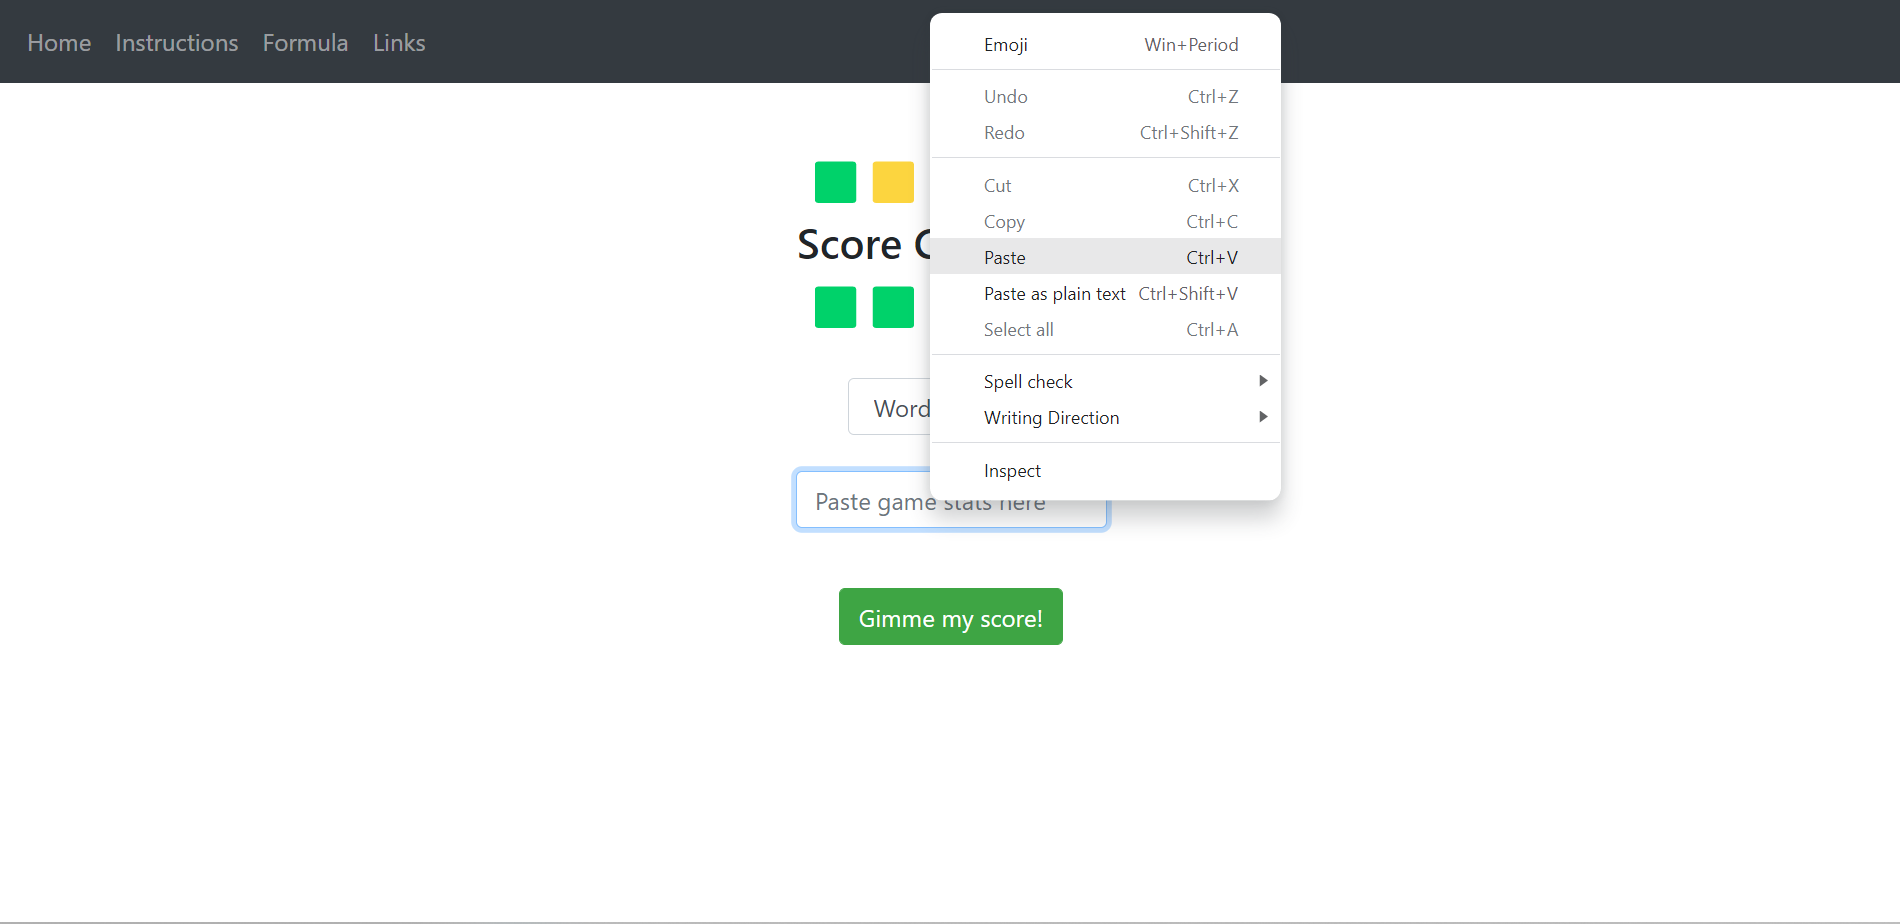 Home Instructions Formula Links
Emoji Win+Period
Undo Ctrl+Z
Redo Ctrl+Shift+Z
Cut Ctrl+X
Copy Ctrl+C
Score
Paste Ctrl+V
Paste as plain text Ctrl+Shift+V
Select all Ctrl+A
Spell check
Word
Writing Direction
Inspect
Paste game stats here
Gimme my score!